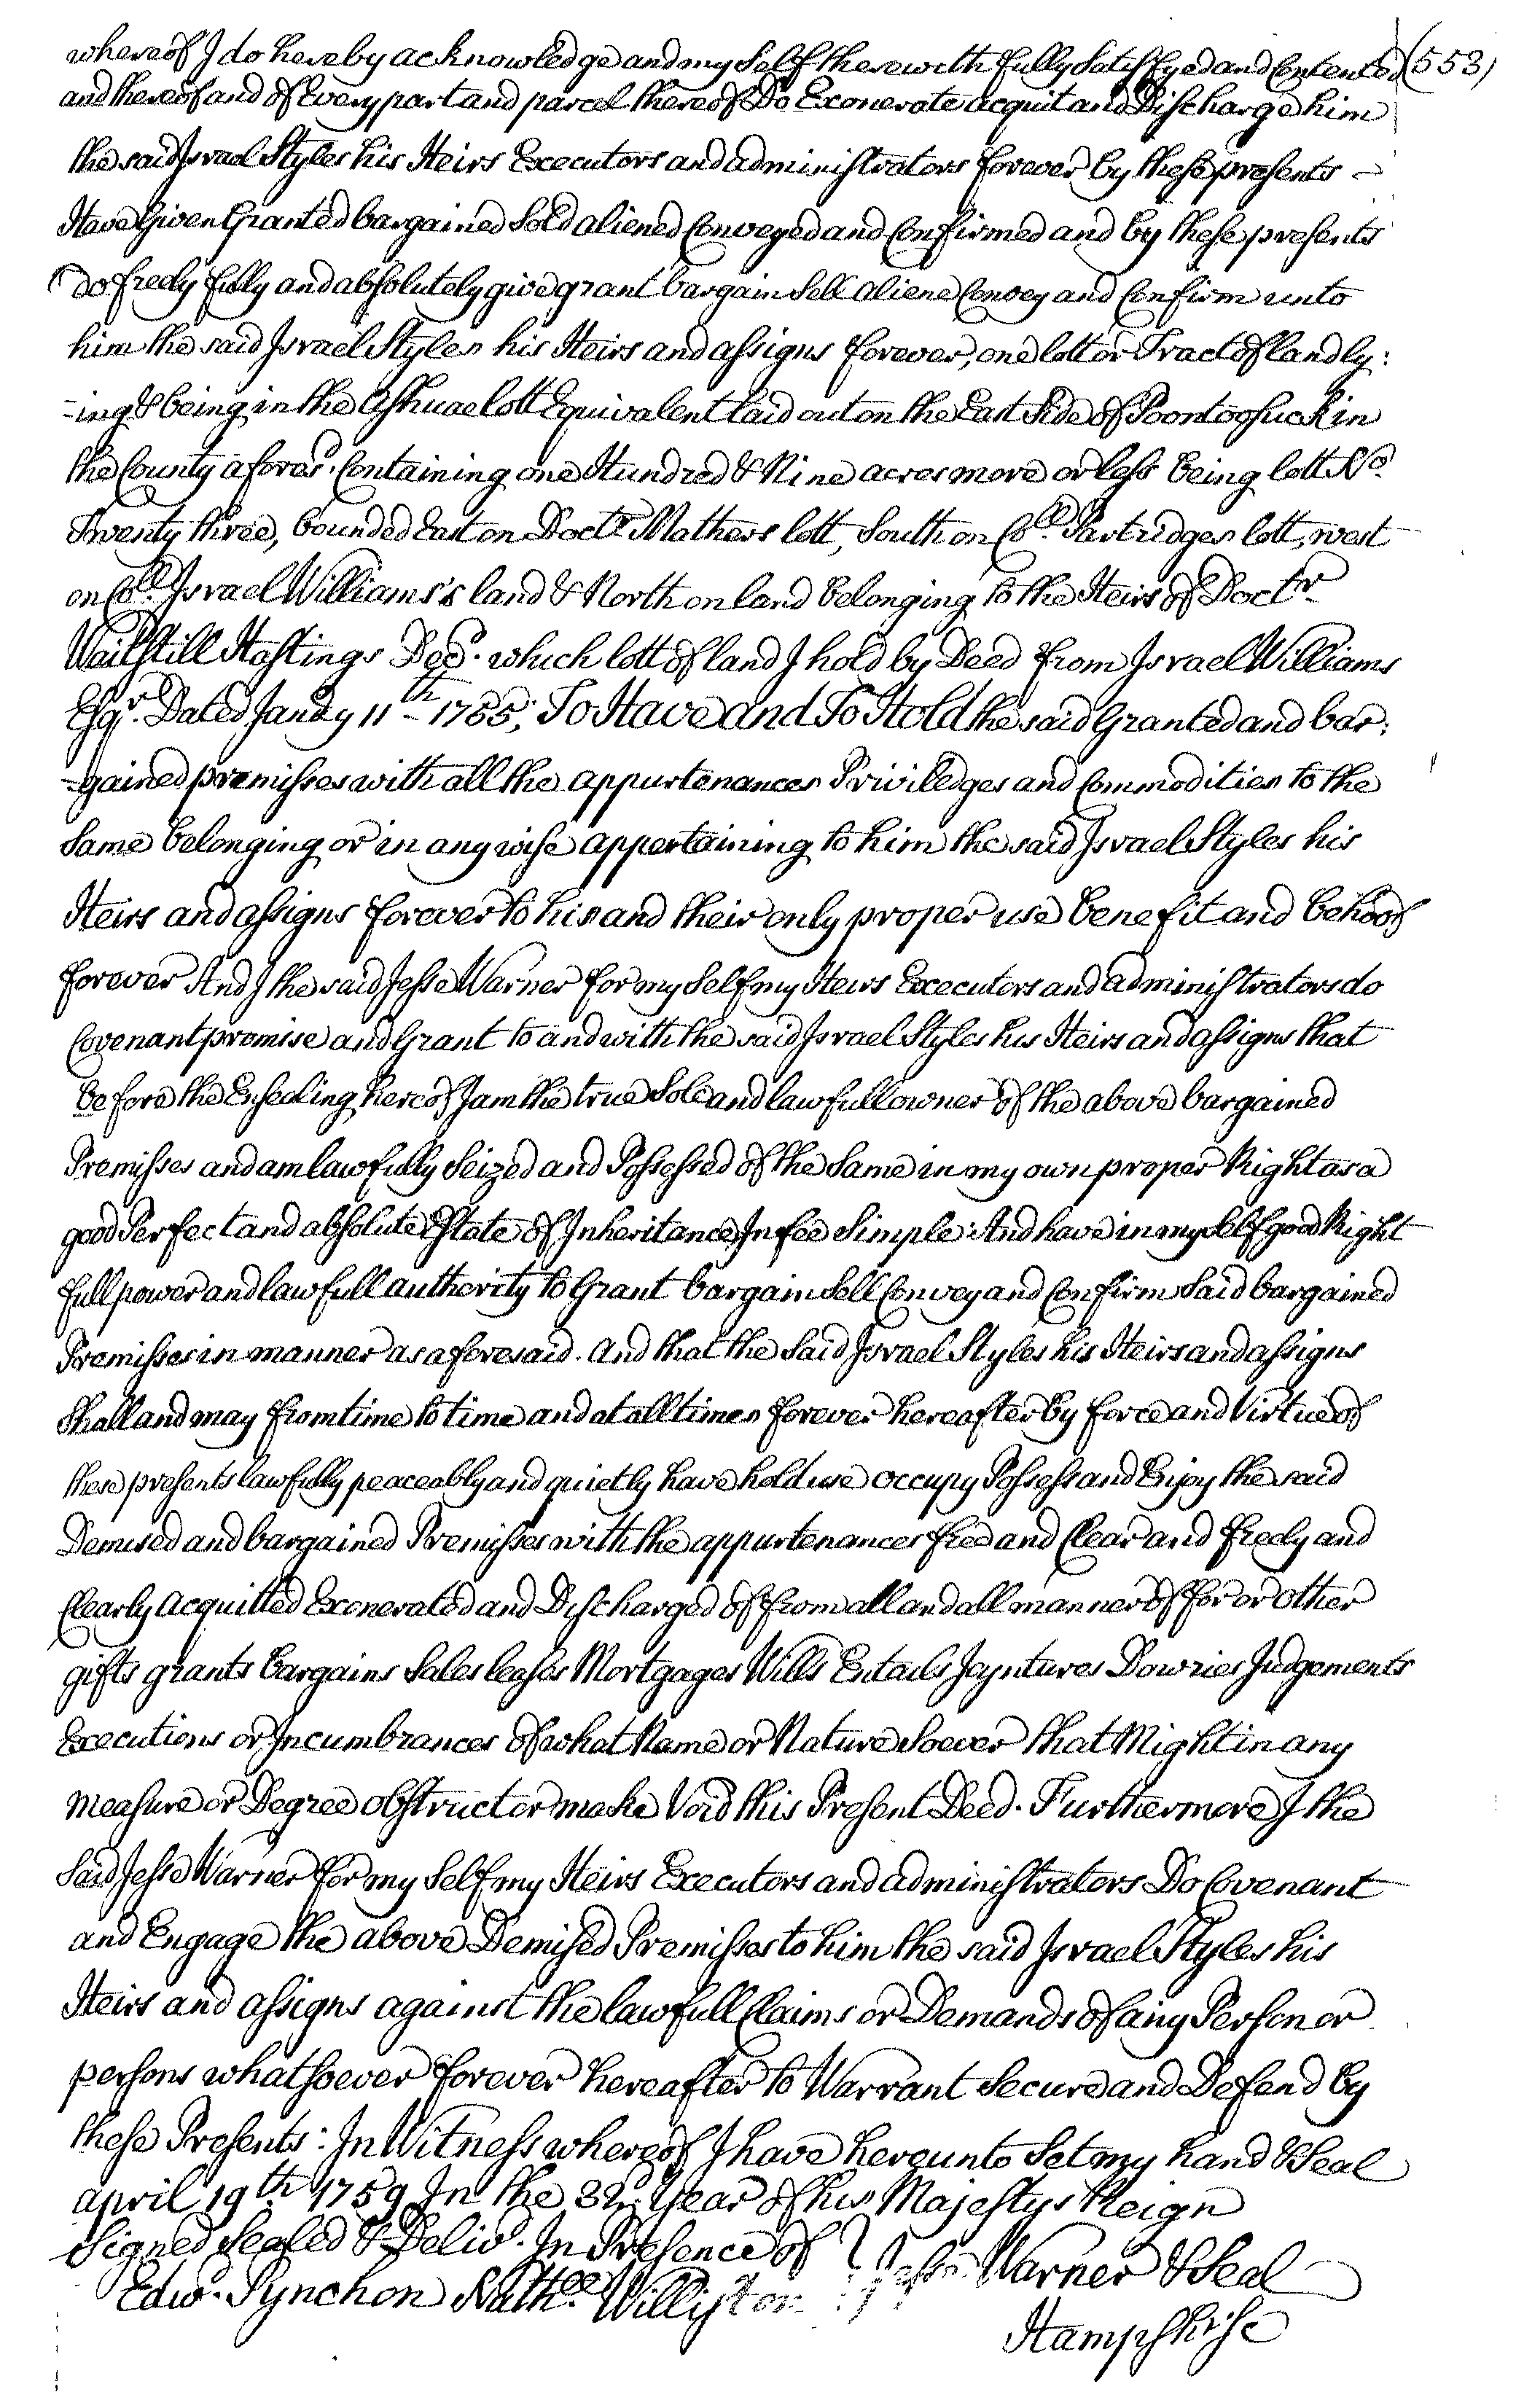 whereof I do hereby acknowledge and my Self therewith fully Satisfyed and Contented (553)
and thereof and of Every part and parcel thereof Do Exonerate acquit and Discharge him
the said Israel Styles his Heirs Executors and administrators forever by these presents –
Have Given Granted bargained Sold aliened Conveyed and Confirmed and by these presents
do freely fully and absolutely give grant bargain Sell aliene Convey and Confirm unto
him the said Israel Styles his Heirs and assigns forever, one lott or Tract of land ly:
-ing & being in the Ashuaelott Equivalent laid out on the East Side of Poontoosuck in
the County aforesd. Containing one Hundred & Nine acres more or less being lott No.
Twenty three, bounded East on Doctr. Mathers lott, South on Coll. Partridges lott, west
on Coll. Israel Williams's land & North on land belonging to the Heirs of Doctr.
Waitstill Hastings Decd. which lott of land I hold by Deed from Israel Williams
Esqr. Dated Janry 11th – 1755; To Have and To Hold the said Granted and bar:
-gained premisses with all the appurtenances Priviledges and Commodities to the
Same belonging or in any wise appertaining to him the said Israel Styles his
Heirs and assigns forever to his and their only proper use benefit and behoof
forever And I the said Jesse Warner for my Self my Heirs Executors and administrators do
Covenant promise and Grant to and with the said Israel Styles his Heirs and assigns that
before the Ensealing hereof I am the true Sole and lawfull owner of the above bargained
Premisses and am lawfully Seized and Possessed of the Same in my own proper Right as a
good Perfect and absolute Estate of Inheritance In fee Simple: And have in my Self good Right
full power and lawfull authority to Grant bargain Sell Convey and Confirm Said bargained
Premisses in manner as aforesaid. and that the Said Israel Styles his Heirs and assigns
Shall and may from time to time and at all times forever hereafter by force and Virtue of
these presents lawfully peaceably and quietly have hold use occupy Possess and Enjoy the said
Demised and bargained Premisses with the appurtenances free and Clear and freely and
Clearly Acquitted Exonerated and Discharged of from all and all manner of for or other
gifts grants bargains Sales leases Mortgages Wills Entails Joyntures Dowries Judgements
Executions or Incumbrances of what Name or Nature Soever that Might in any
measure or Degree obstruct or make Void this Present Deed. Furthermore I the
Said Jesse Warner for my Self my Heirs Executors and administrators Do Covenant
and Engage the above Demised Premisses to him the said Israel Styles his
Heirs and assigns against the lawfull Claims or Demands of any Person or
persons whatsoever forever hereafter to Warrant Secure and Defend by
these Presents: In Witness whereof I have hereunto Set my hand & Seal
april 19th 1759 In the 32nd. Year of his Majestys Reign
Signed Sealed & Delivd. In Presence of } Jesse Warner & Seal
Edwd. Pynchon Nathll. Williston
Hampshise